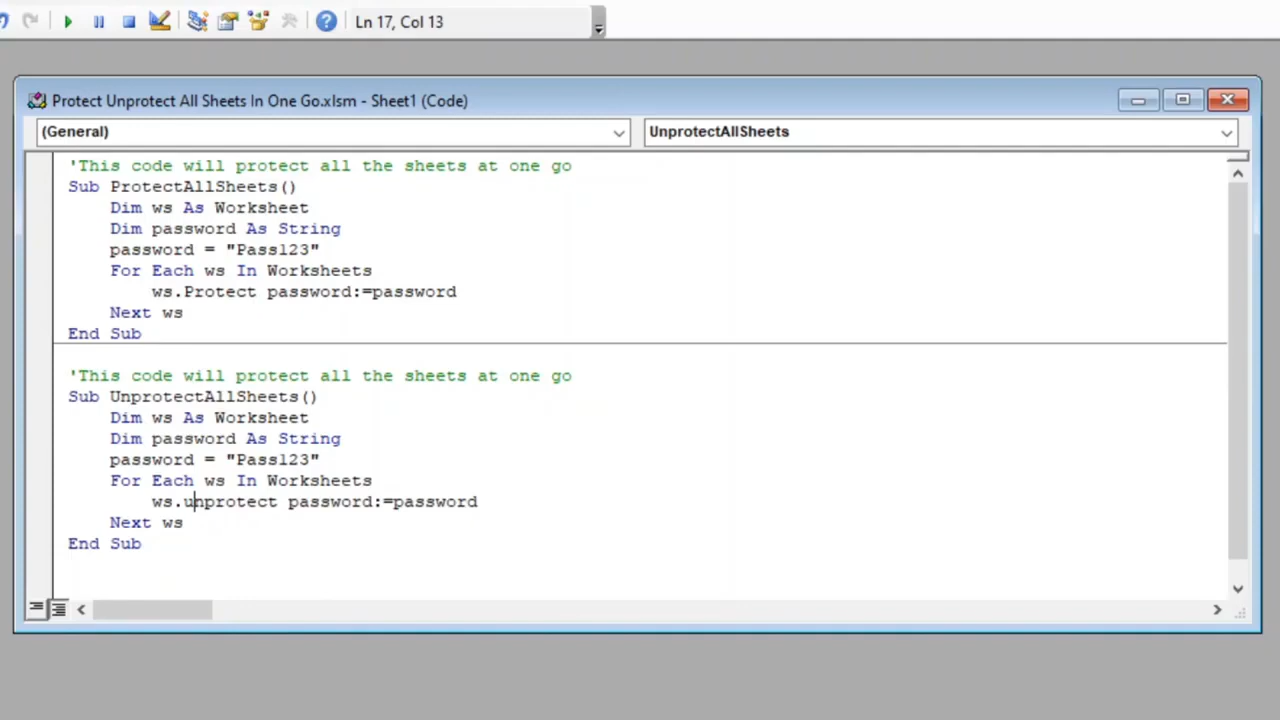 Ln 17, Col 13
Protect Unprotect All Sheets In One Go.xlsm - Sheet1 (Code)
(General)
UnprotectAllSheets
'This code will protect all the sheets at one go
Sub ProtectAllSheets()
    Dim ws As Worksheet
    Dim password As String
    password = "Pass123"
    For Each ws In Worksheets
        ws.Protect password:=password
    Next ws
End Sub
'This code will protect all the sheets at one go
Sub UnprotectAllSheets()
    Dim ws As Worksheet
    Dim password As String
    password = "Pass123"
    For Each ws In Worksheets
        ws.unprotect password:=password
    Next ws
End Sub